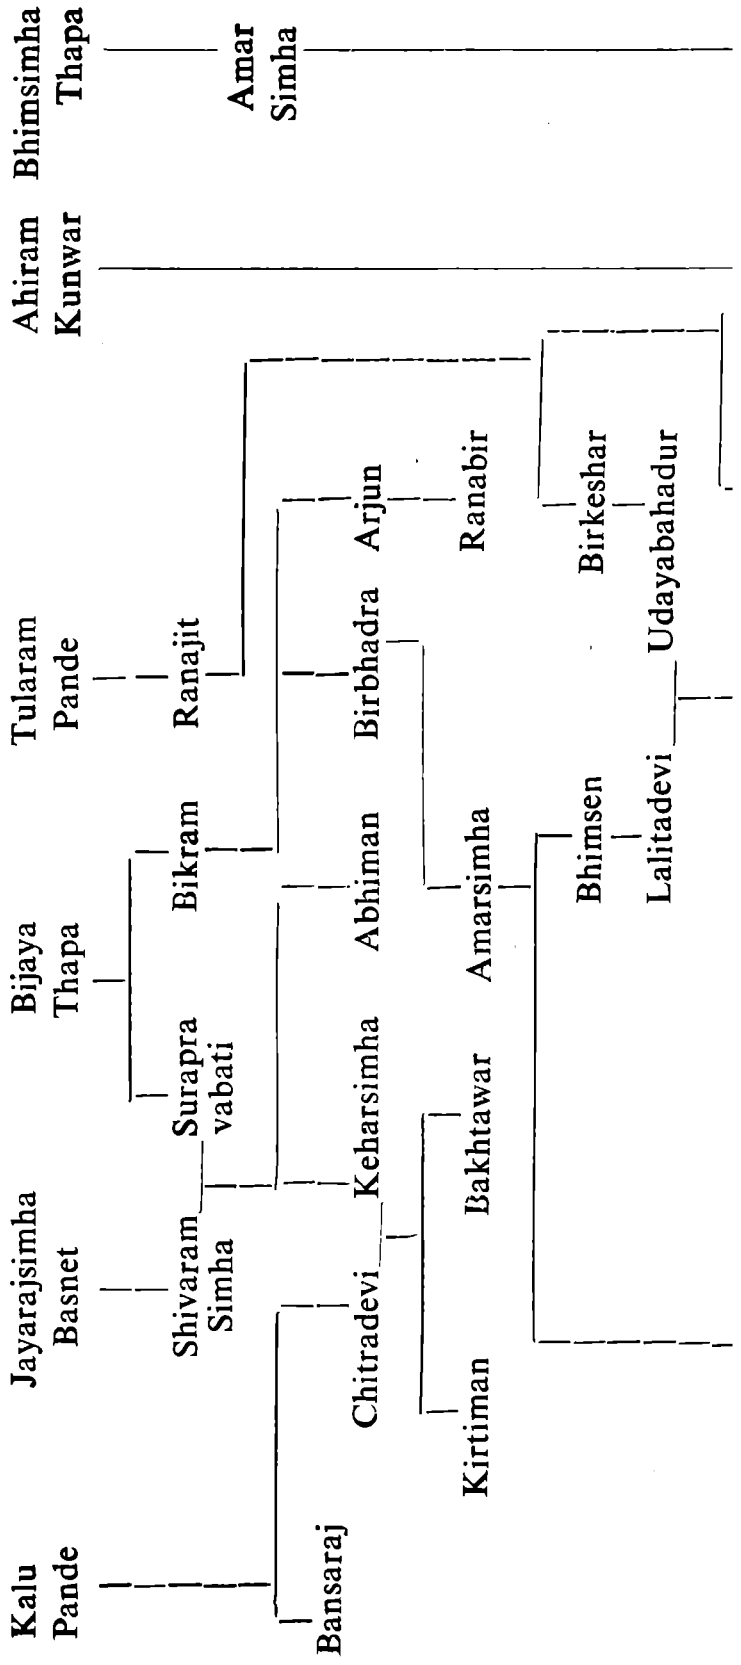 Kalu
Pande
Jayarajsimha
Basnet
Bijaya
Thapa
Tularam
Pande
Ahiram
Kunwar
Bhimsimha
Thapa
Shivaram
Simha
Surapra
vabati
Bikram
Ranajit
Amar
Simha
Bansaraj
Chitradevi
Keharsimha
Abhiman
Birbhadra
Arjun
Kirtiman
Bakhtawar
Amarsimha
Ranabir
Bhimsen
Birkeshar
Lalitadevi
Udayabahadur